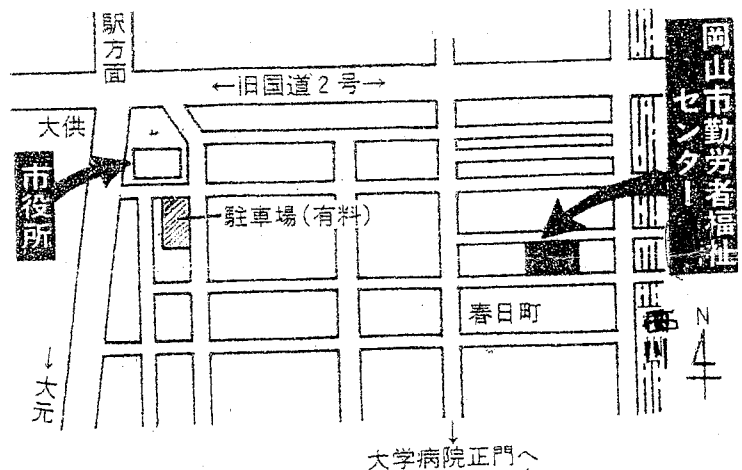 駅方面
←旧国道2号→
大供
市役所
駐車場(有料)
岡山市勤労者福祉
センター
春日町
西川
N
←大元
大学病院正門へ